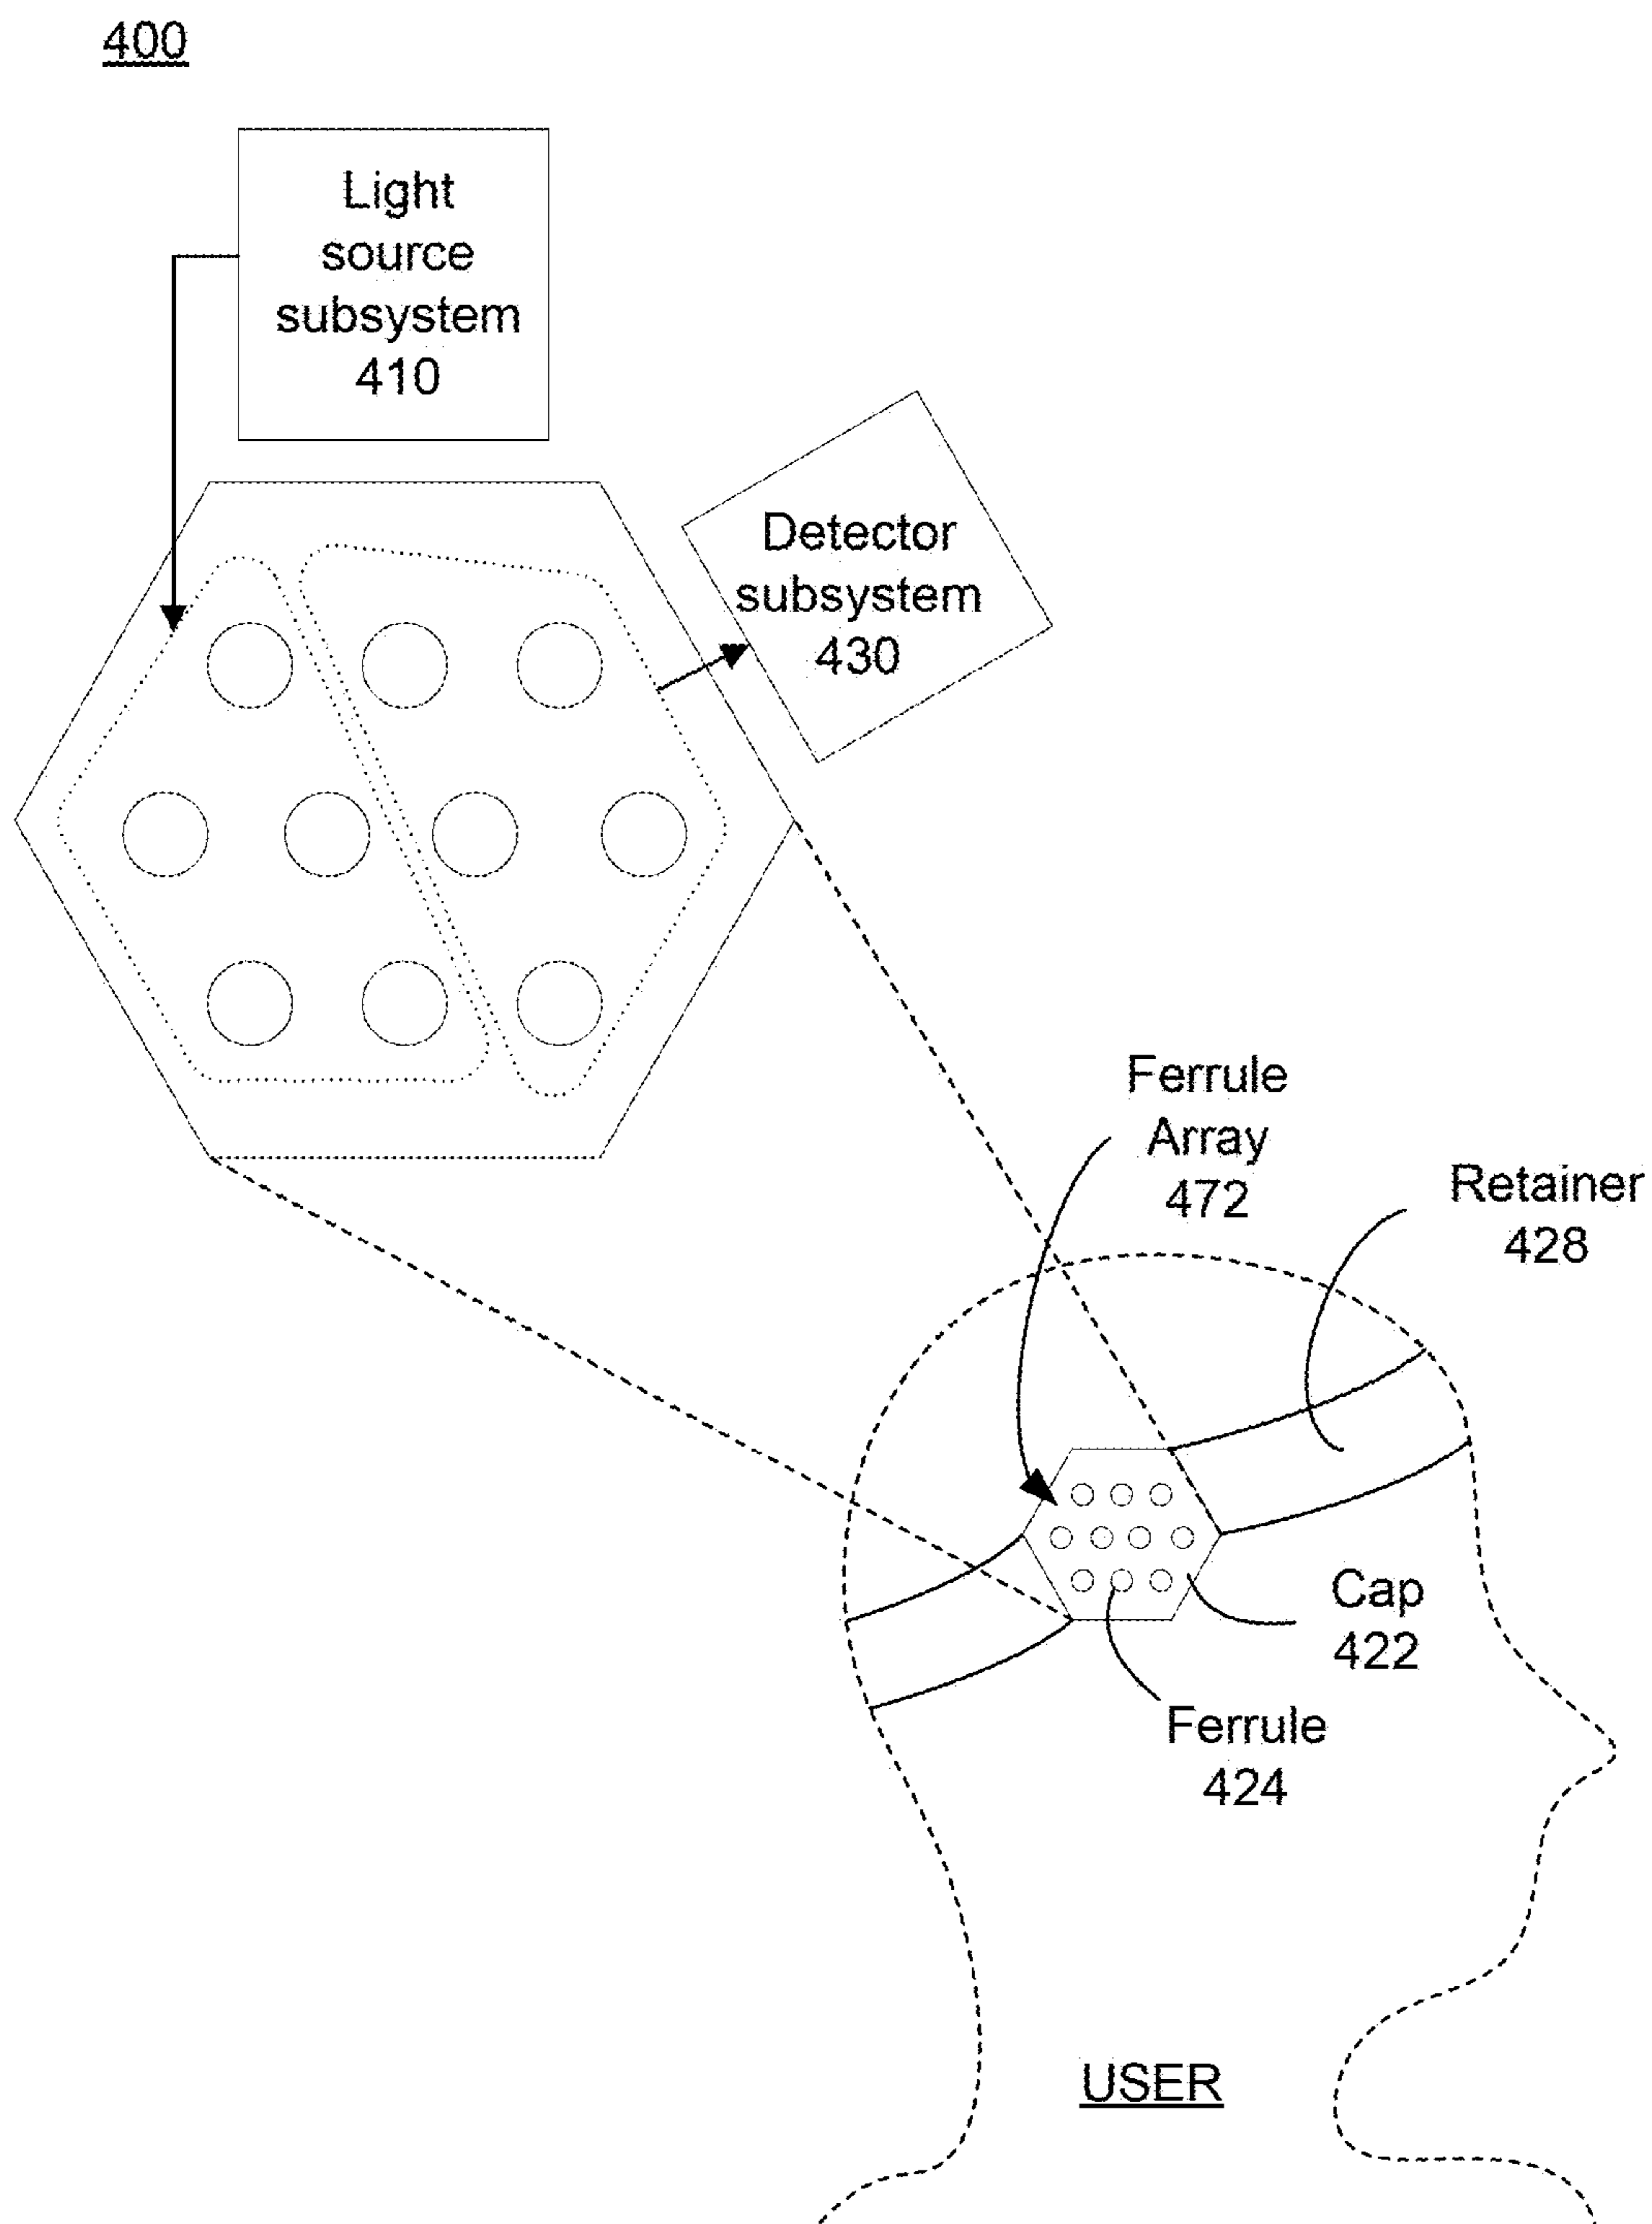 400
Light
source
subsystem
410
Detector
subsystem
430
Ferrule
Array
472
Retainer
428
Cap
422
Ferrule
424
USER